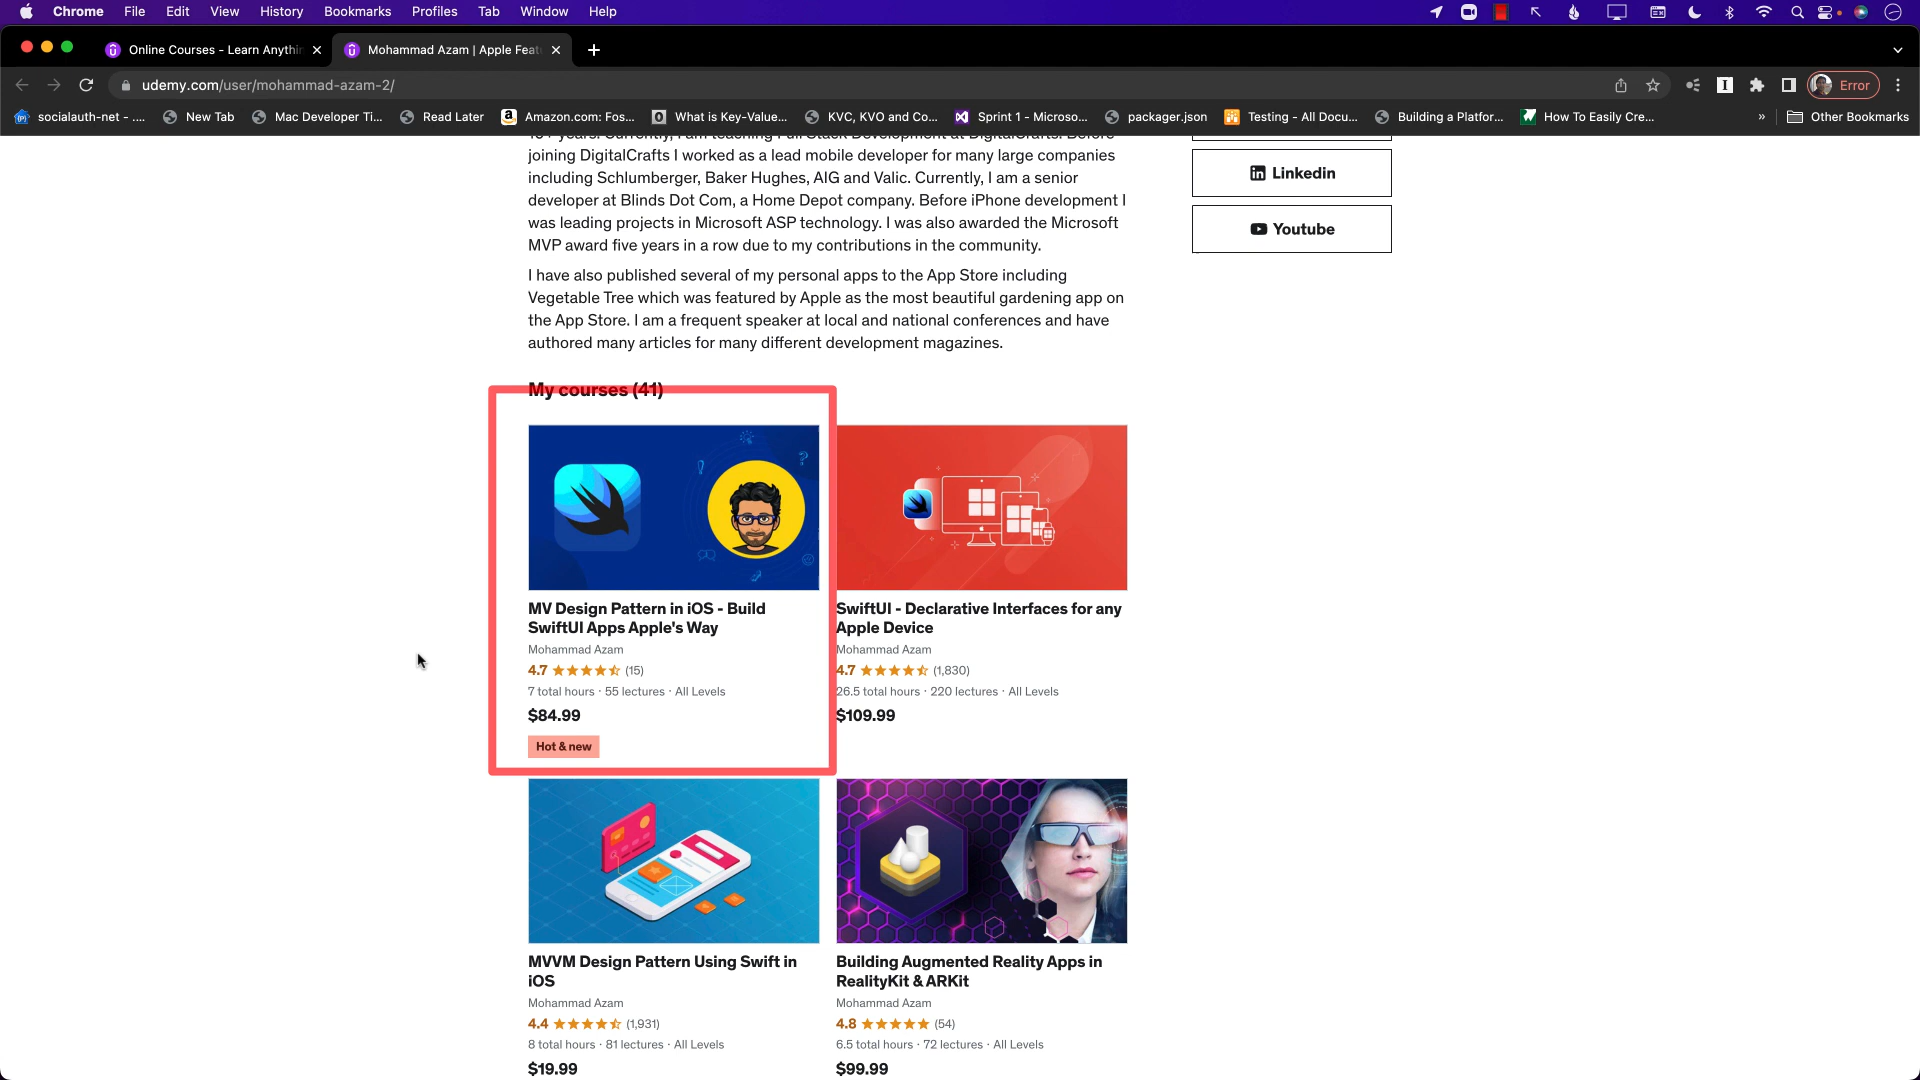 Chrome File Edit View History Bookmarks Profiles Tab Window Help
Online Courses - Learn Anythi
Mohammad Azam | Apple Feat
udemy.com/user/mohammad-azam-2/
Error
socialauth-net - ....
New Tab
Mac Developer Ti...
Read Later
Amazon.com: Fos...
What is Key-Value...
KVC, KVO and Co...
Sprint 1 - Microso...
packager.json
Testing - All Docu...
Building a Platfor...
How To Easily Cre...
»
Other Bookmarks
10+ years. Currently, I am teaching Full Stack Development at DigitalCrafts. Before
joining DigitalCrafts I worked as a lead mobile developer for many large companies
including Schlumberger, Baker Hughes, AIG and Valic. Currently, I am a senior
developer at Blinds Dot Com, a Home Depot company. Before iPhone development I
was leading projects in Microsoft ASP technology. I was also awarded the Microsoft
MVP award five years in a row due to my contributions in the community.
I have also published several of my personal apps to the App Store including
Vegetable Tree which was featured by Apple as the most beautiful gardening app on
the App Store. I am a frequent speaker at local and national conferences and have
authored many articles for many different development magazines.
Linkedin
Youtube
My courses (41)
MV Design Pattern in iOS - Build
SwiftUI Apps Apple's Way
Mohammad Azam
4.7 (15)
7 total hours · 55 lectures · All Levels
$84.99
Hot & new
SwiftUI - Declarative Interfaces for any
Apple Device
Mohammad Azam
4.7 (1,830)
26.5 total hours · 220 lectures · All Levels
$109.99
MVVM Design Pattern Using Swift in
iOS
Mohammad Azam
4.4 (1,931)
8 total hours · 81 lectures · All Levels
$19.99
Building Augmented Reality Apps in
RealityKit & ARKit
Mohammad Azam
4.8 (54)
6.5 total hours · 72 lectures · All Levels
$99.99